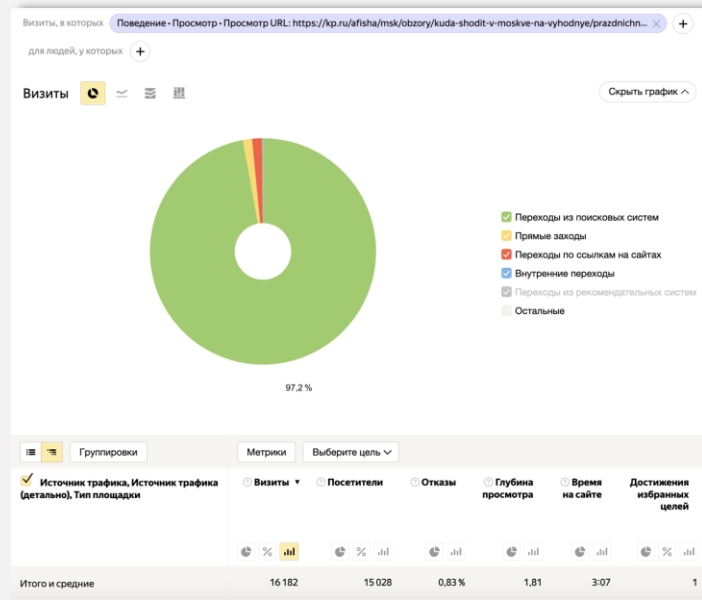 Визиты, в которых Поведение • Просмотр • Просмотр URL: https://kp.ru/afisha/msk/obzory/kuda-shodit-v-moskve-na-vyhodnye/prazdnichn...
для людей, у которых
Визиты
Скрыть график
Переходы из поисковых систем
Прямые заходы
Переходы по ссылкам на сайтах
Внутренние переходы
Переходы из рекомендательных систем
Остальные
97,2 %
Группировки Метрики Выберите цель
Источник трафика, Источник трафика (детально), Тип площадки
Визиты
Посетители
Отказы
Глубина просмотра
Время на сайте
Достижения избранных целей
Итого и средние 16 182 15 028 0,83 % 1,81 3:07 1